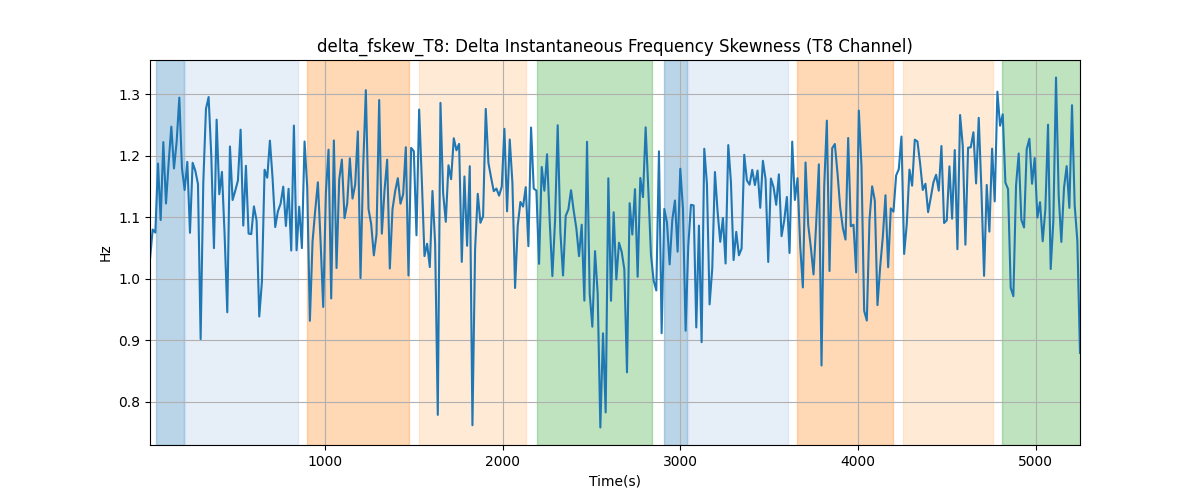 delta_fskew_T8: Delta Instantaneous Frequency Skewness (T8 Channel)
1.3
1.2
1.1
1.0
0.9
0.8
Hz
1000 2000 3000 4000 5000
Time(s)